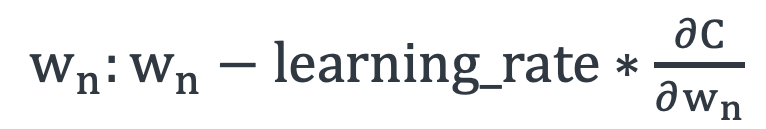 wₙ: wₙ − learning_rate ∗ ∂C/∂wₙ